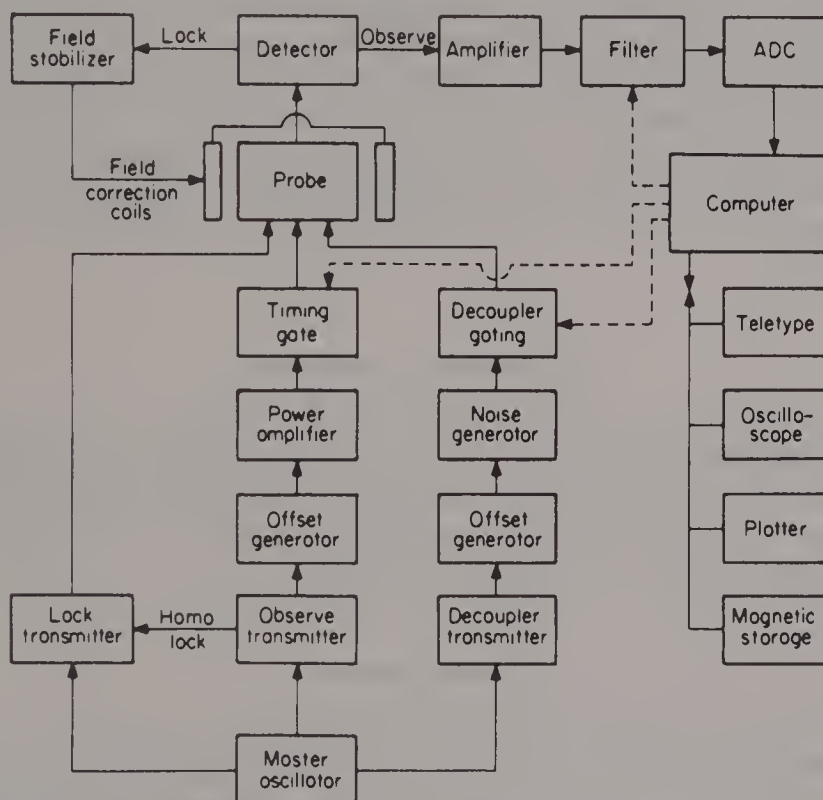 Field
stabilizer
Lock
Detector
Observe
Amplifier
Filter
ADC
Field
correction
coils
Probe
Computer
Timing
gate
Decoupler
goting
Teletype
Power
omplifier
Noise
generotor
Oscillo-
scope
Offset
generotor
Offset
generotor
Plotter
Lock
tronsmitter
Homo
lock
Observe
tronsmitter
Decoupler
tronsmitter
Magnetic
storoge
Moster
oscillotor